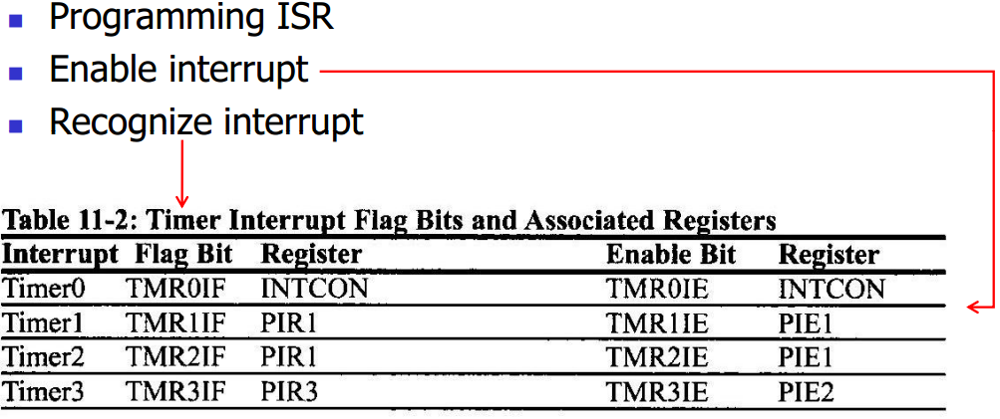 Programming ISR
Enable interrupt
Recognize interrupt
Table 11-2: Timer Interrupt Flag Bits and Associated Registers
Interrupt Flag Bit Register Enable Bit Register
Timer0 TMR0IF INTCON TMR0IE INTCON
Timer1 TMR1IF PIR1 TMR1IE PIE1
Timer2 TMR2IF PIR1 TMR2IE PIE1
Timer3 TMR3IF PIR3 TMR3IE PIE2